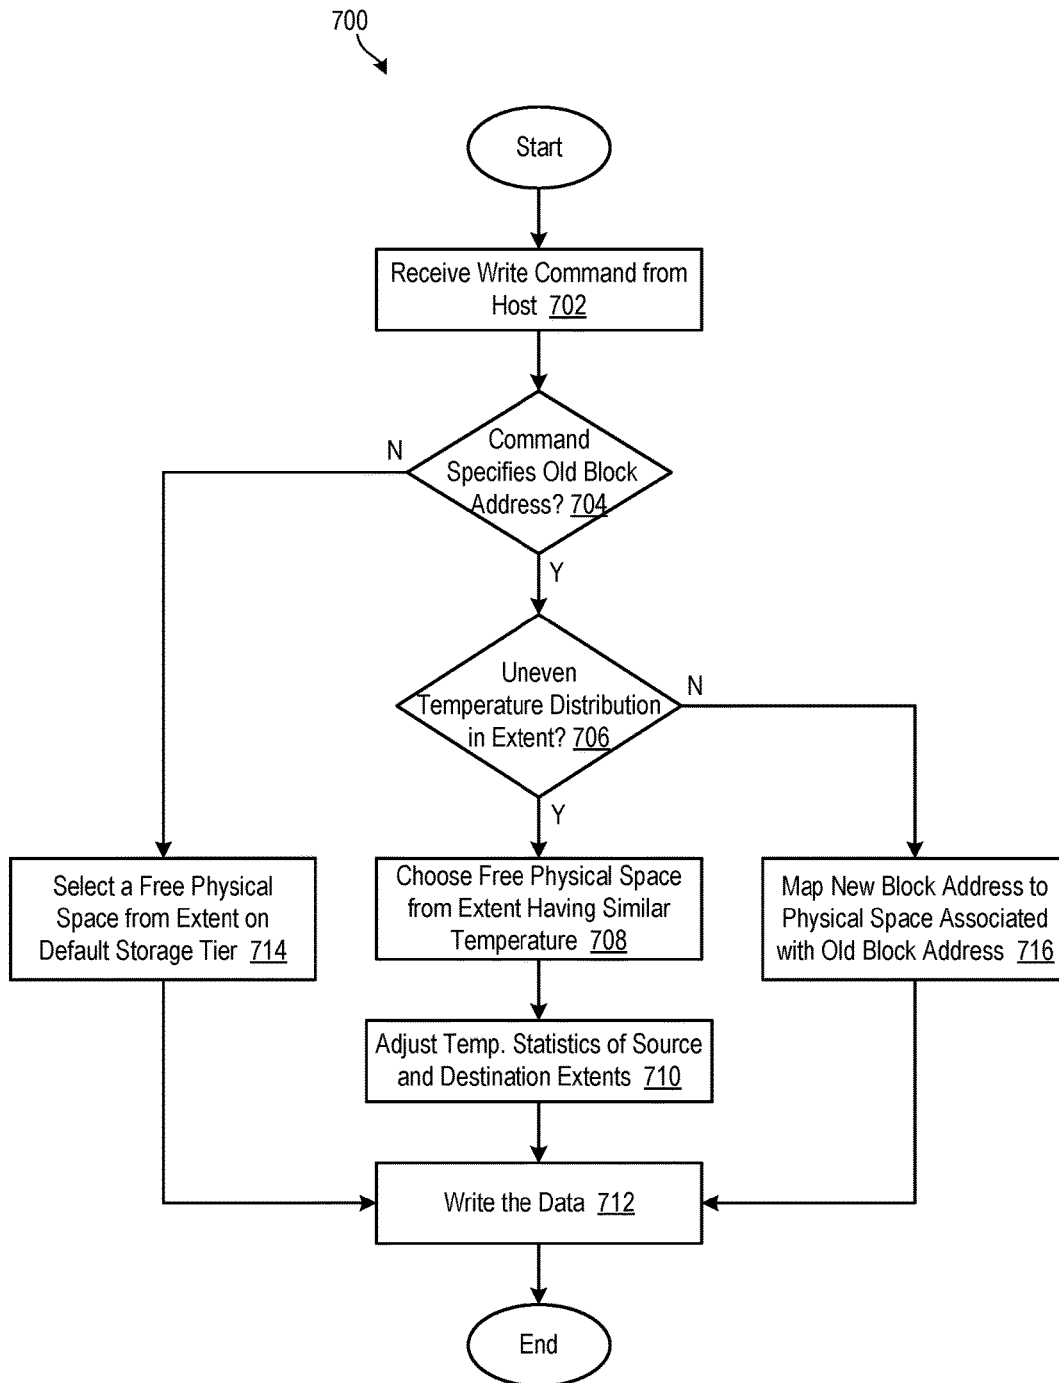 700
Start
Receive Write Command from
Host 702
Command
Specifies Old Block
Address? 704
N
Y
Uneven
Temperature Distribution
in Extent? 706
N
Y
Select a Free Physical
Space from Extent on
Default Storage Tier 714
Choose Free Physical Space
from Extent Having Similar
Temperature 708
Map New Block Address to
Physical Space Associated
with Old Block Address 716
Adjust Temp. Statistics of Source
and Destination Extents 710
Write the Data 712
End